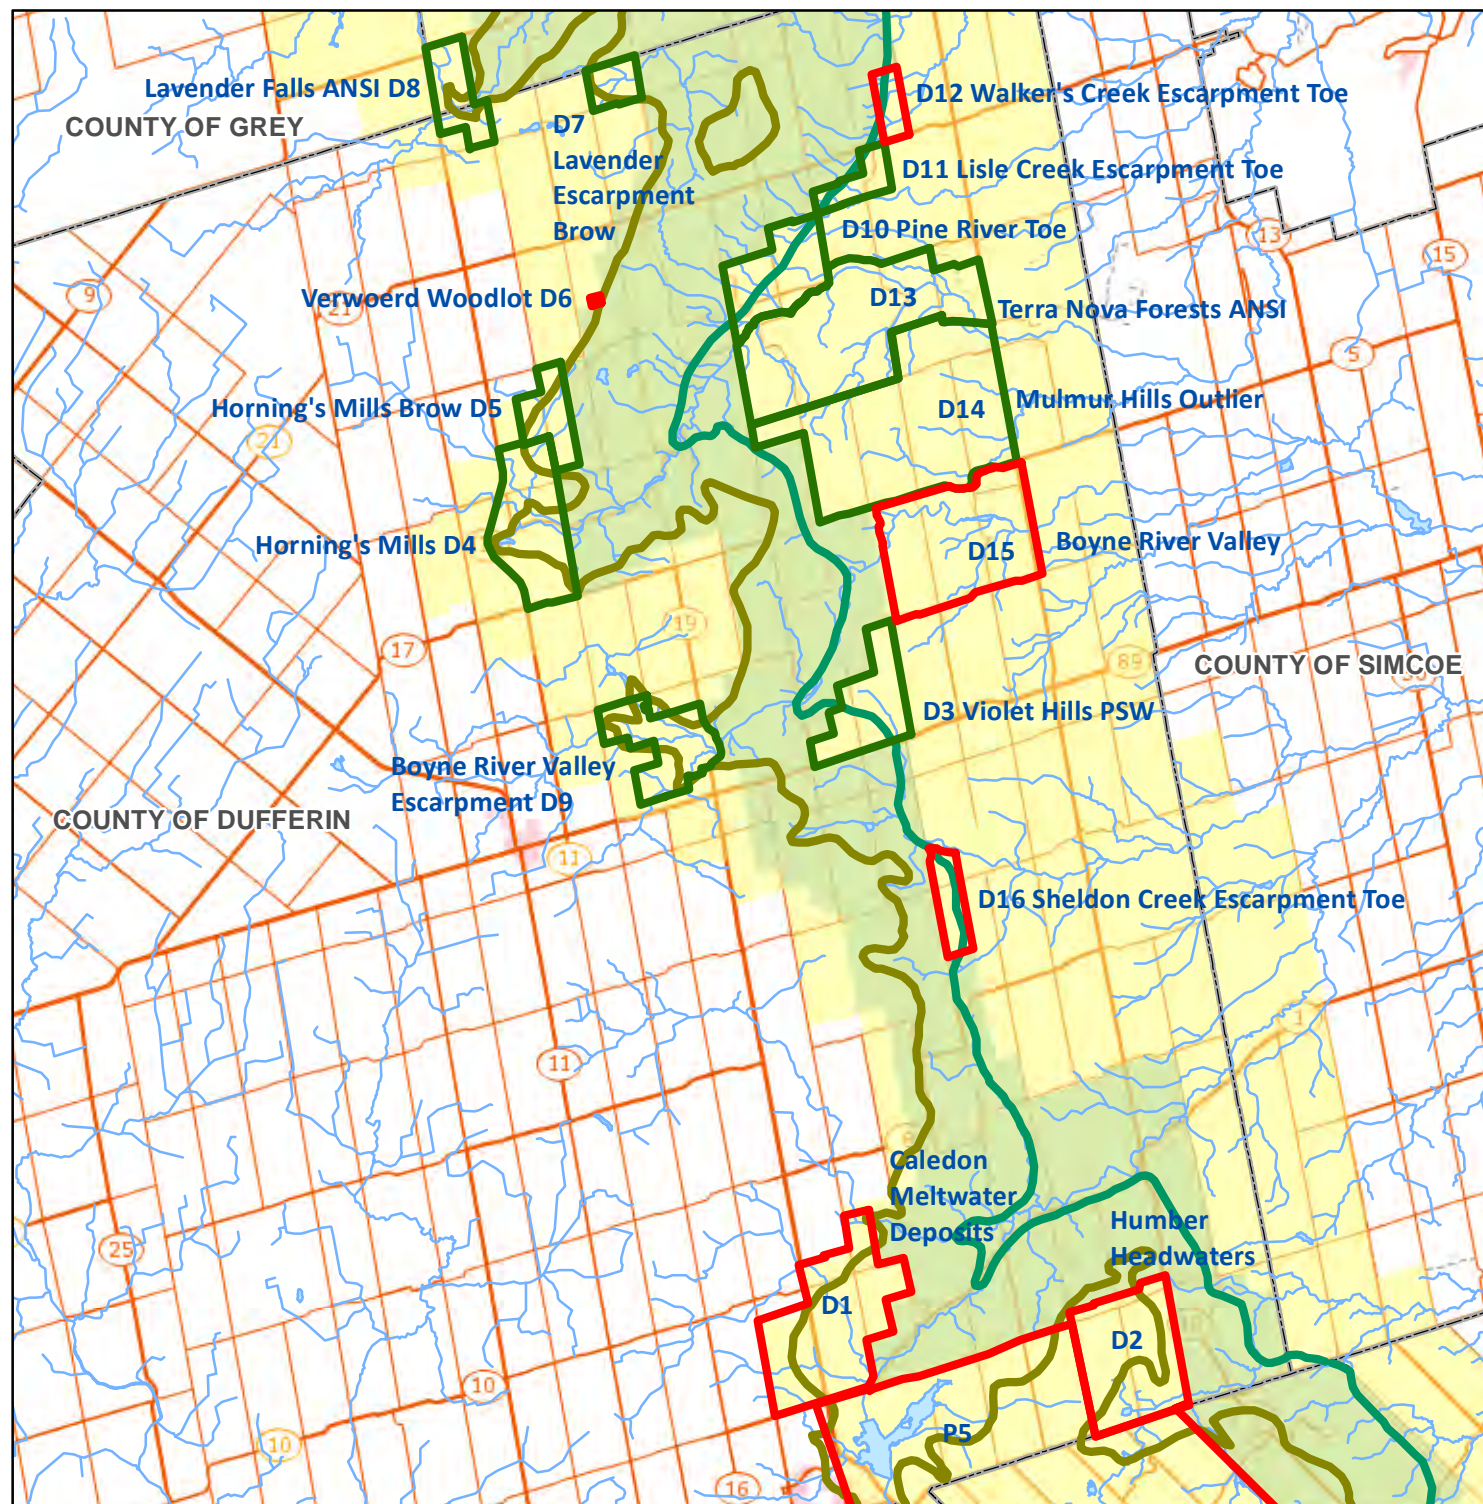 Lavender Falls ANSI D8
COUNTY OF GREY
D7
Lavender
Escarpment
Brow
D12 Walker's Creek Escarpment Toe
D11 Lisle Creek Escarpment Toe
D10 Pine River Toe
13
15
9
21
Verwoerd Woodlot D6
D13
Terra Nova Forests ANSI
5
Horning's Mills Brow D5
21
D14
Mulmur Hills Outlier
Horning's Mills D4
D15
Boyne River Valley
19
17
89
COUNTY OF SIMCOE
D3 Violet Hills PSW
Boyne River Valley
Escarpment D9
COUNTY OF DUFFERIN
11
D16 Sheldon Creek Escarpment Toe
1
11
Caledon
Meltwater
Deposits
Humber
Headwaters
25
D1
D2
10
P5
10
16